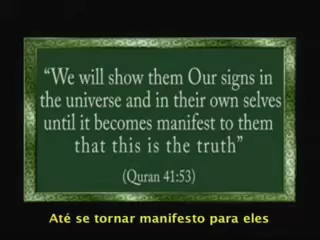 “We will show them Our signs in
the universe and in their own selves
until it becomes manifest to them
that this is the truth”
(Quran 41:53)
Até se tornar manifesto para eles